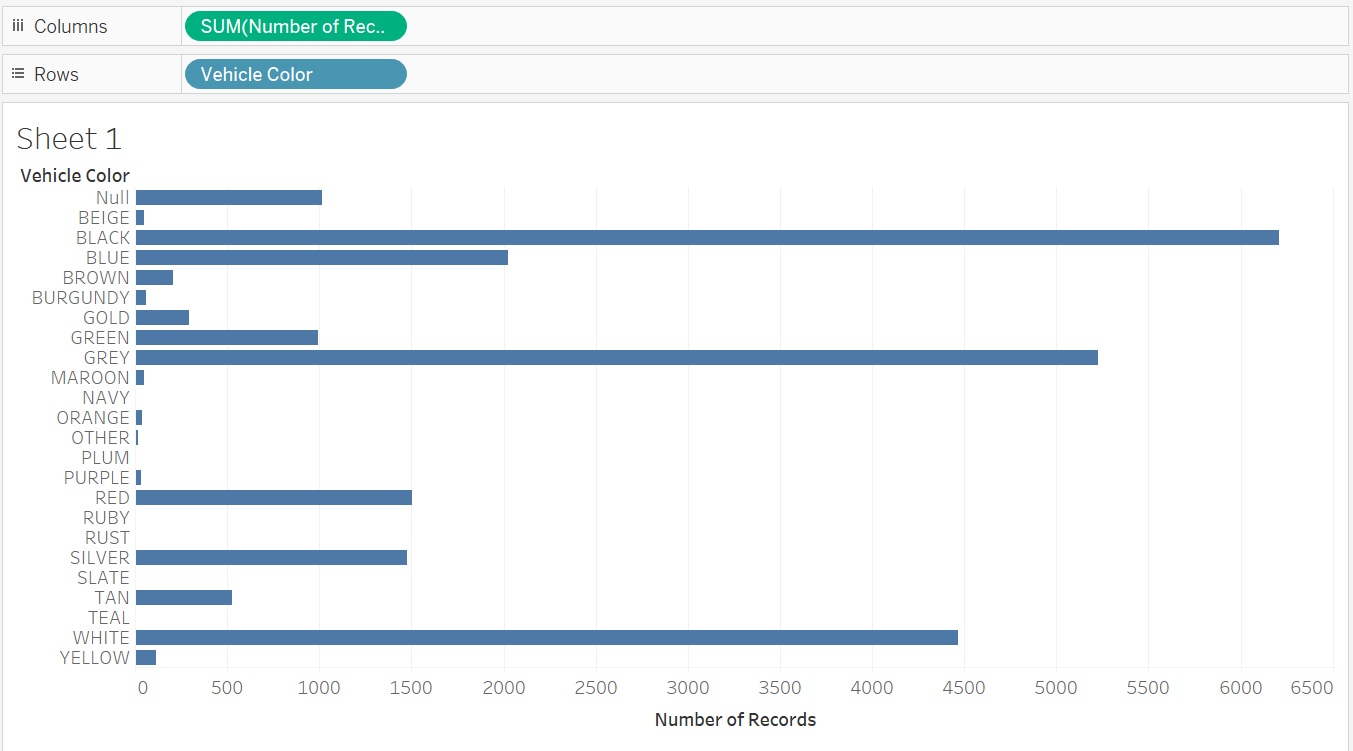 Columns SUM(Number of Rec..
Rows Vehicle Color
Sheet 1
Vehicle Color
Null
BEIGE
BLACK
BLUE
BROWN
BURGUNDY
GOLD
GREEN
GREY
MAROON
NAVY
ORANGE
OTHER
PLUM
PURPLE
RED
RUBY
RUST
SILVER
SLATE
TAN
TEAL
WHITE
YELLOW
0 500 1000 1500 2000 2500 3000 3500 4000 4500 5000 5500 6000 6500
Number of Records